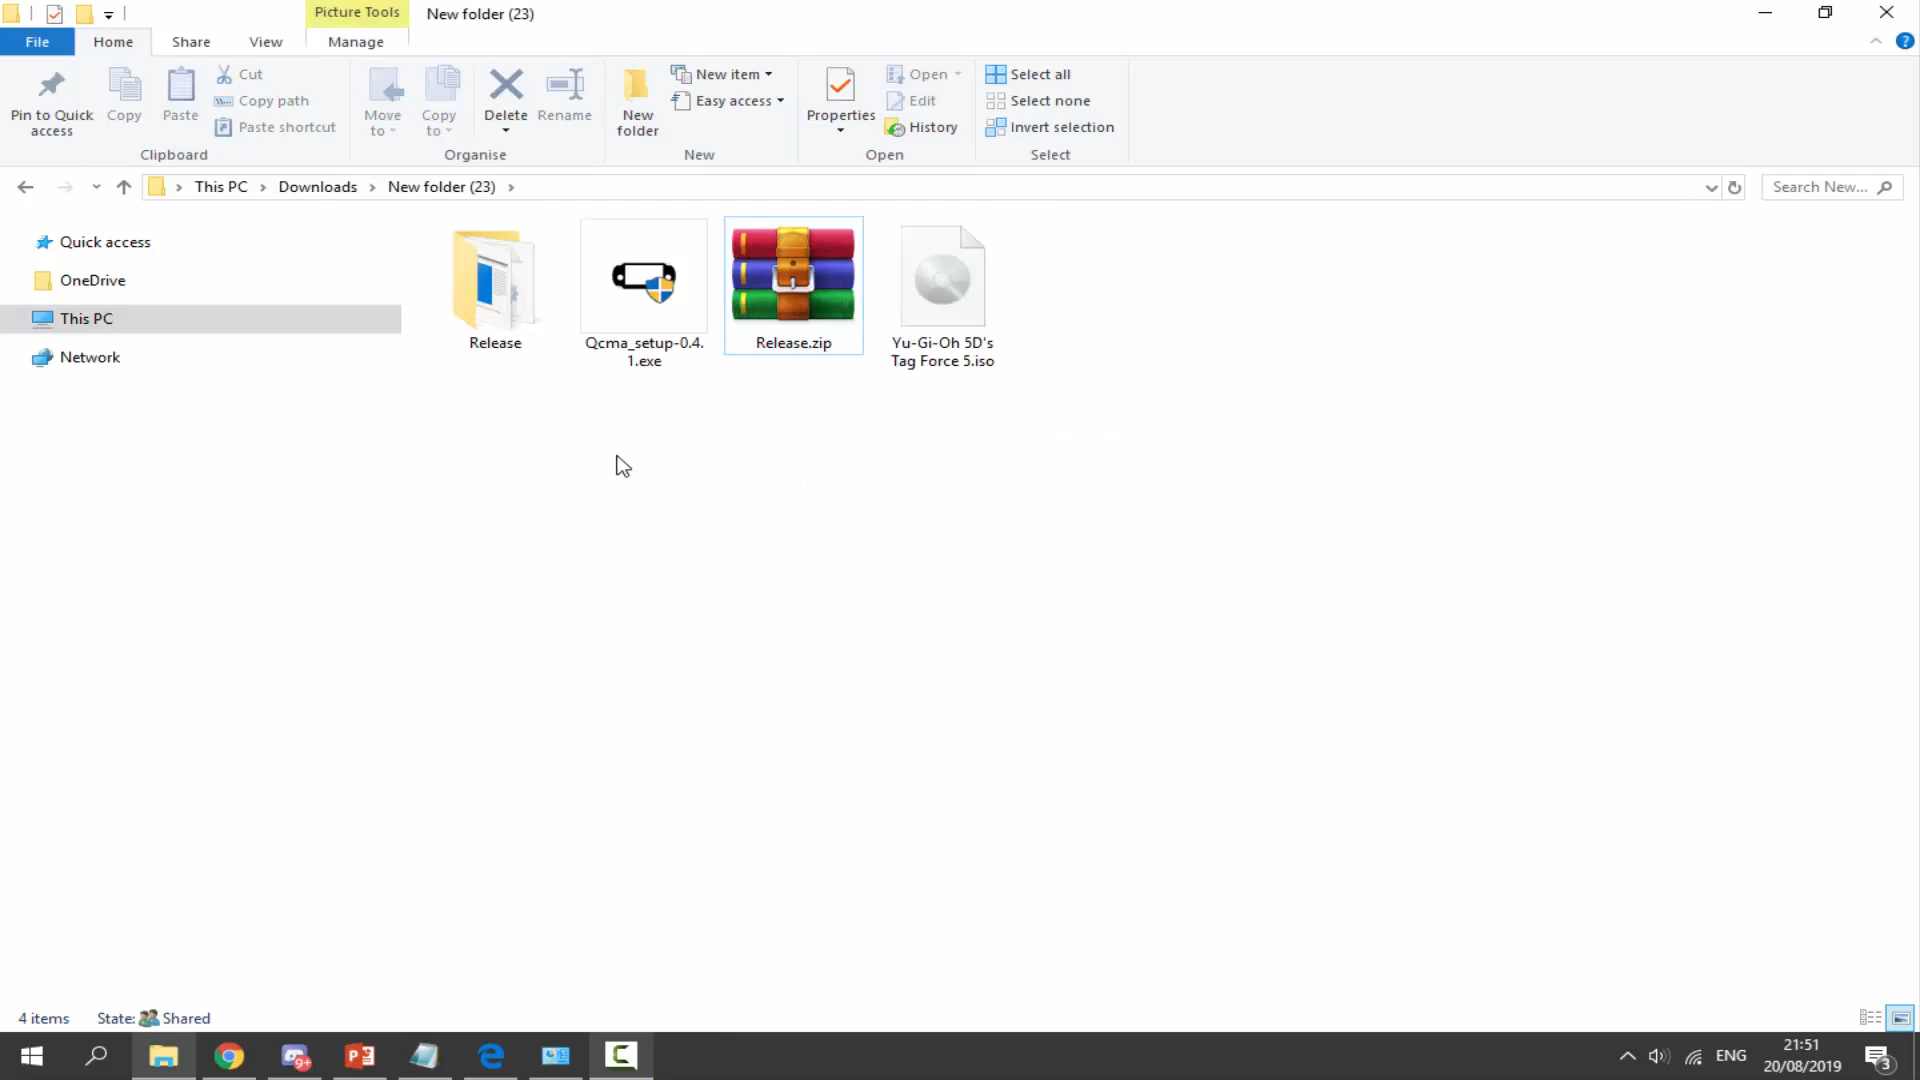 Picture Tools
New folder (23)
File
Home
Share
View
Manage
Pin to Quick
access
Copy
Paste
Cut
Copy path
Paste shortcut
Clipboard
Move
to
Copy
to
Delete
Rename
Organise
New
folder
New item
Easy access
New
Properties
Open
Edit
History
Open
Select all
Select none
Invert selection
Select
This PC
Downloads
New folder (23)
Search New...
Quick access
OneDrive
This PC
Network
Release
Qcma_setup-0.4.
1.exe
Release.zip
Yu-Gi-Oh 5D's
Tag Force 5.iso
4 items
State:
Shared
9+
ENG
21:51
20/08/2019
3